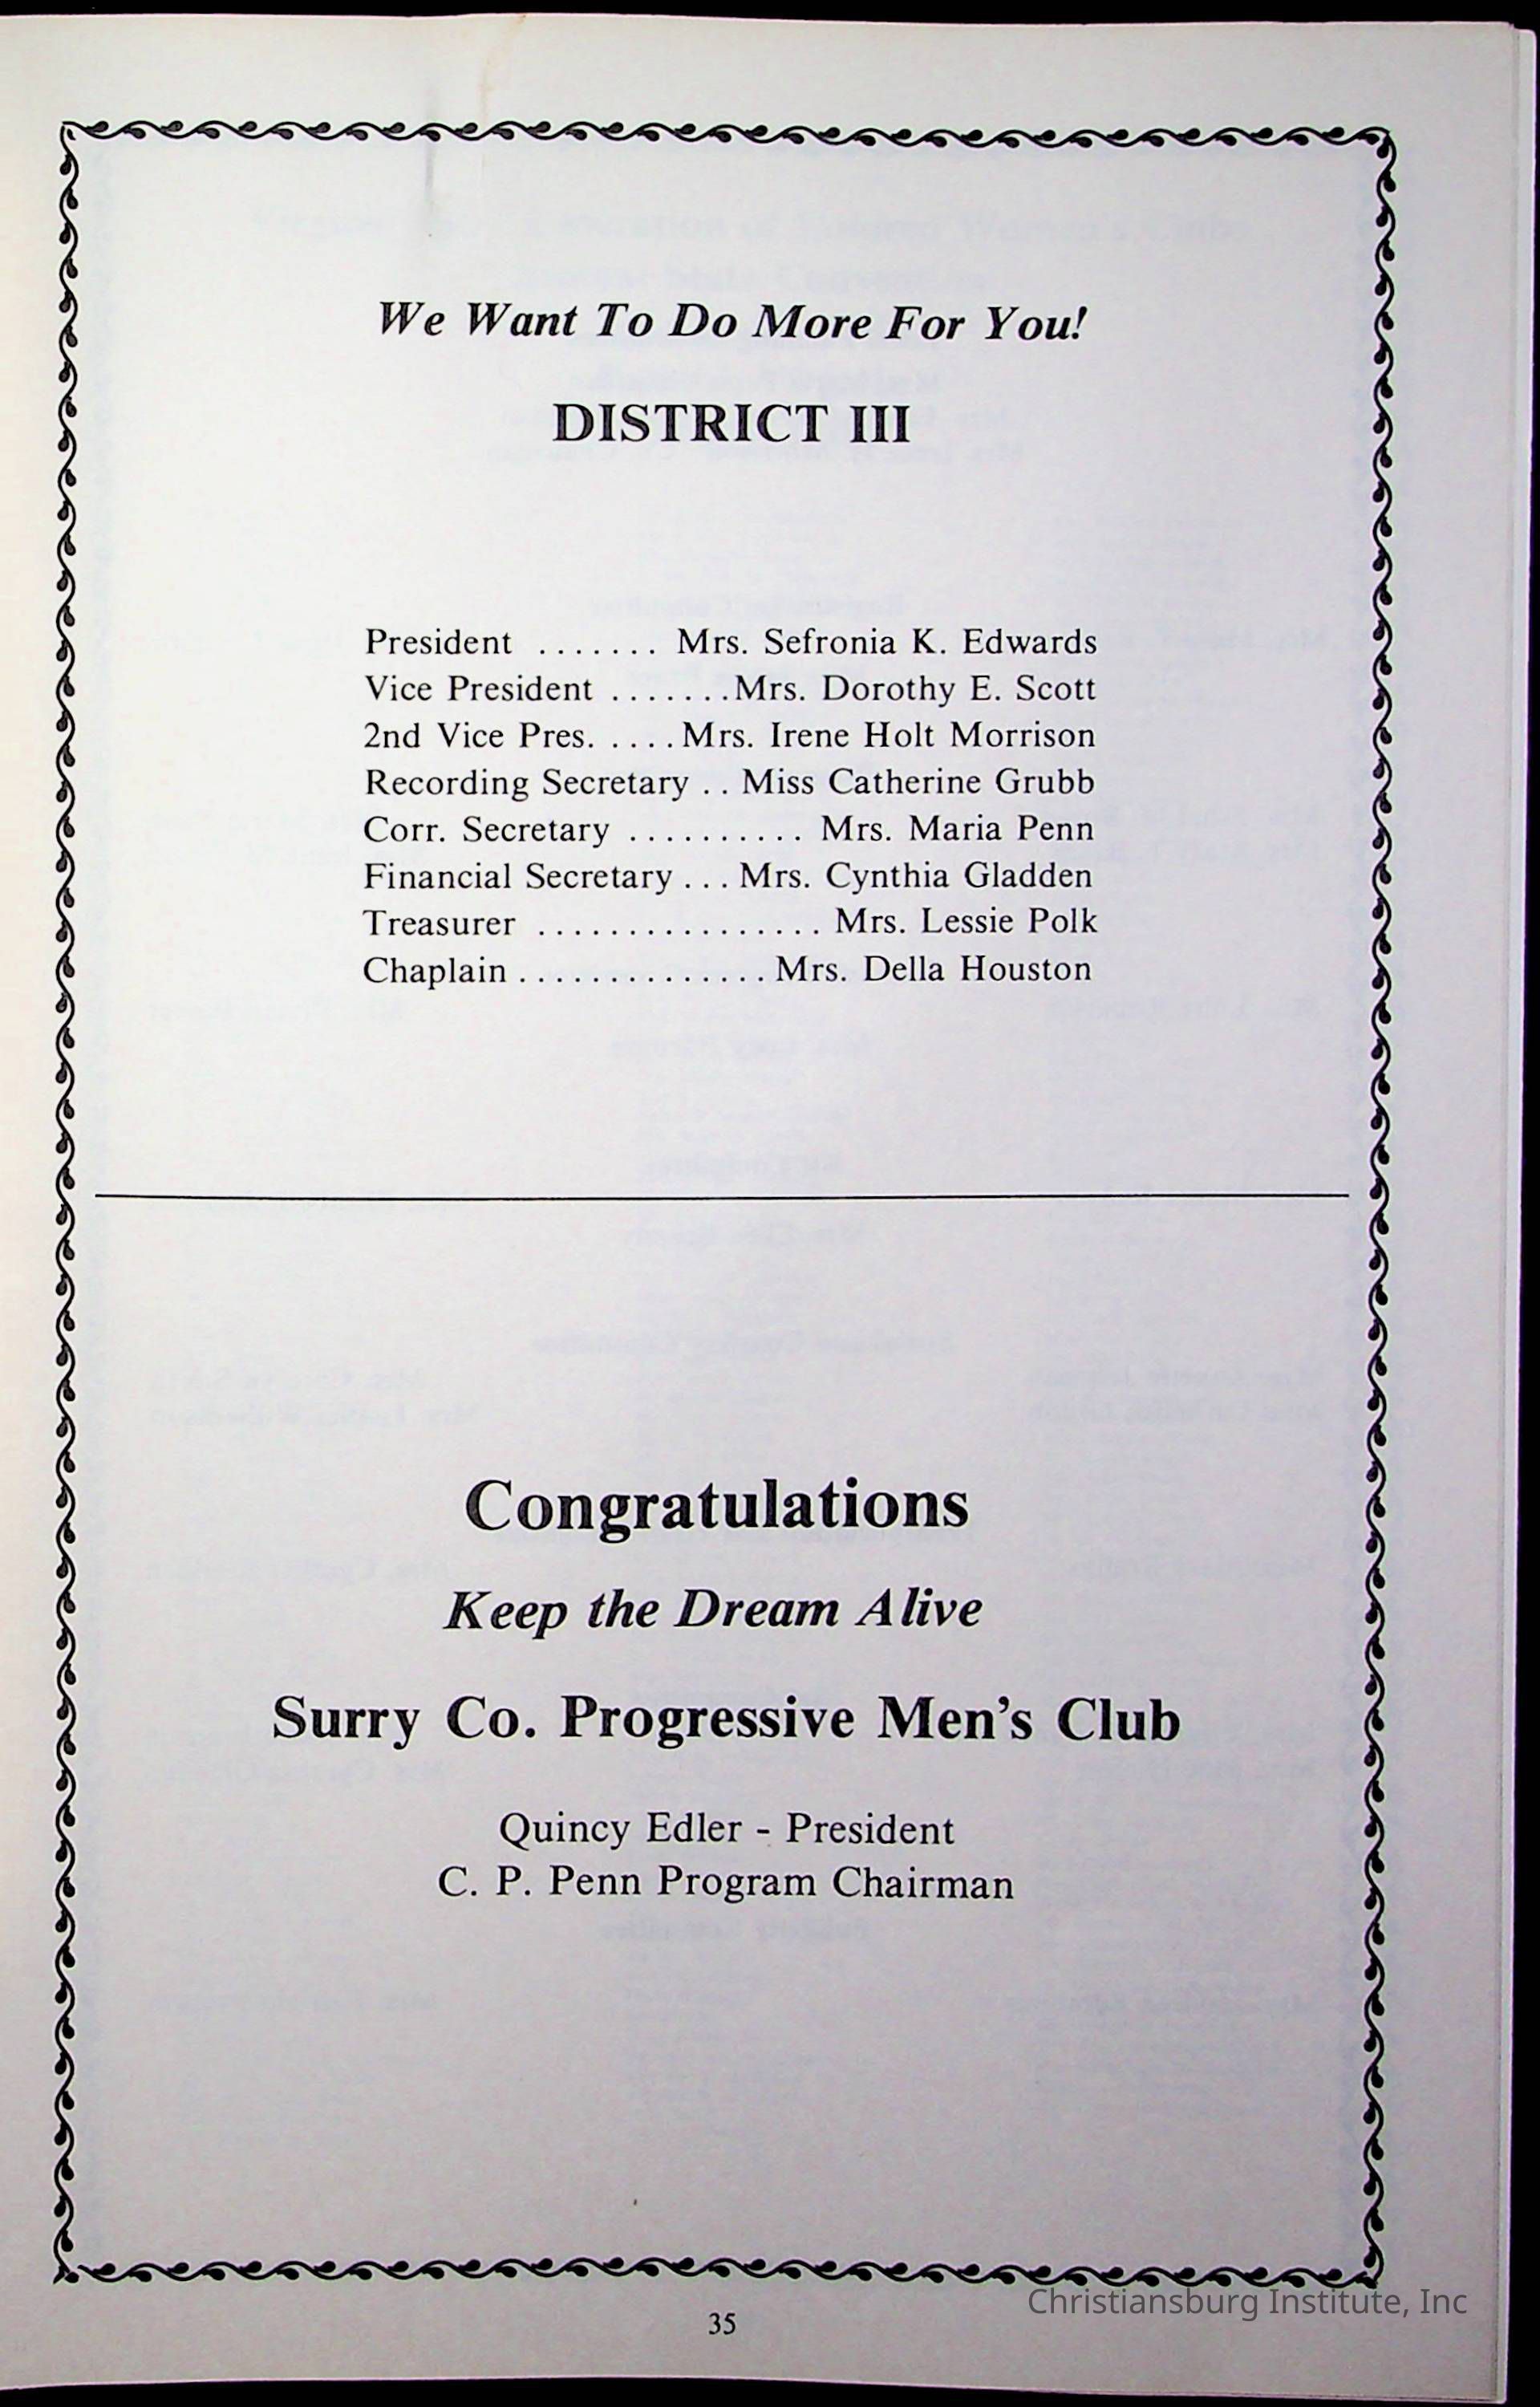 We Want To Do More For You!
DISTRICT III
President ....... Mrs. Sefronia K. Edwards
Vice President .......Mrs. Dorothy E. Scott
2nd Vice Pres. .....Mrs. Irene Holt Morrison
Recording Secretary .. Miss Catherine Grubb
Corr. Secretary .......... Mrs. Maria Penn
Financial Secretary ... Mrs. Cynthia Gladden
Treasurer ................ Mrs. Lessie Polk
Chaplain .............. Mrs. Della Houston
Congratulations
Keep the Dream Alive
Surry Co. Progressive Men's Club
Quincy Edler - President
C. P. Penn Program Chairman
Christiansburg Institute, Inc
35